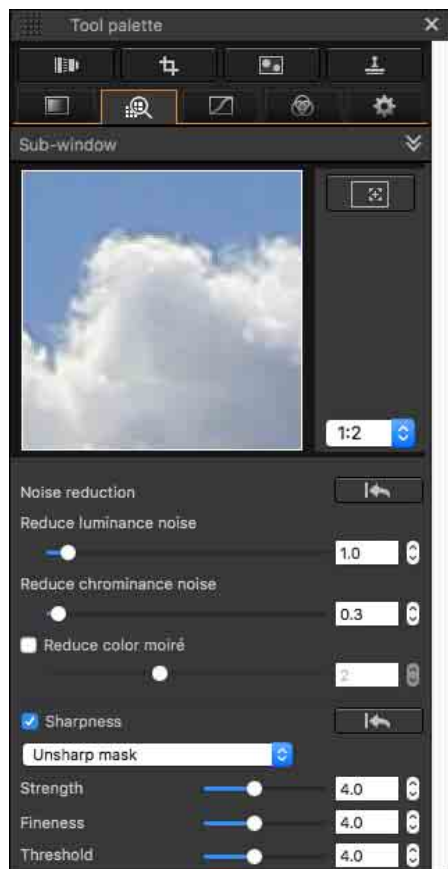 Tool palette
Sub-window
1:2
Noise reduction
Reduce luminance noise
1.0
Reduce chrominance noise
0.3
Reduce color moiré
2
Sharpness
Unsharp mask
Strength
4.0
Fineness
4.0
Threshold
4.0